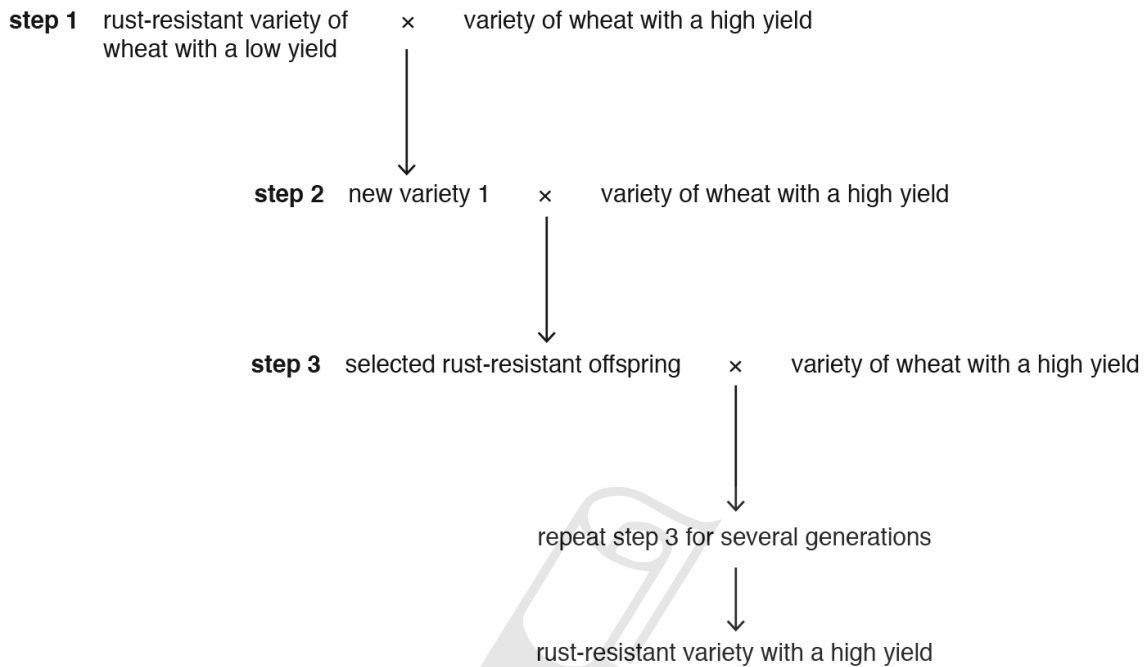 step 1 rust-resistant variety of × variety of wheat with a high yield
wheat with a low yield
step 2 new variety 1 × variety of wheat with a high yield
step 3 selected rust-resistant offspring × variety of wheat with a high yield
repeat step 3 for several generations
rust-resistant variety with a high yield